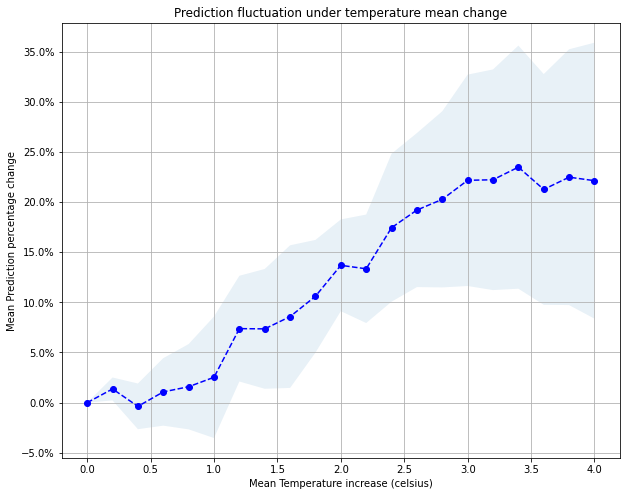 Prediction fluctuation under temperature mean change
35.0%
30.0%
25.0%
20.0%
15.0%
10.0%
5.0%
0.0%
−5.0%
Mean Prediction percentage change
0.0 0.5 1.0 1.5 2.0 2.5 3.0 3.5 4.0
Mean Temperature increase (celsius)